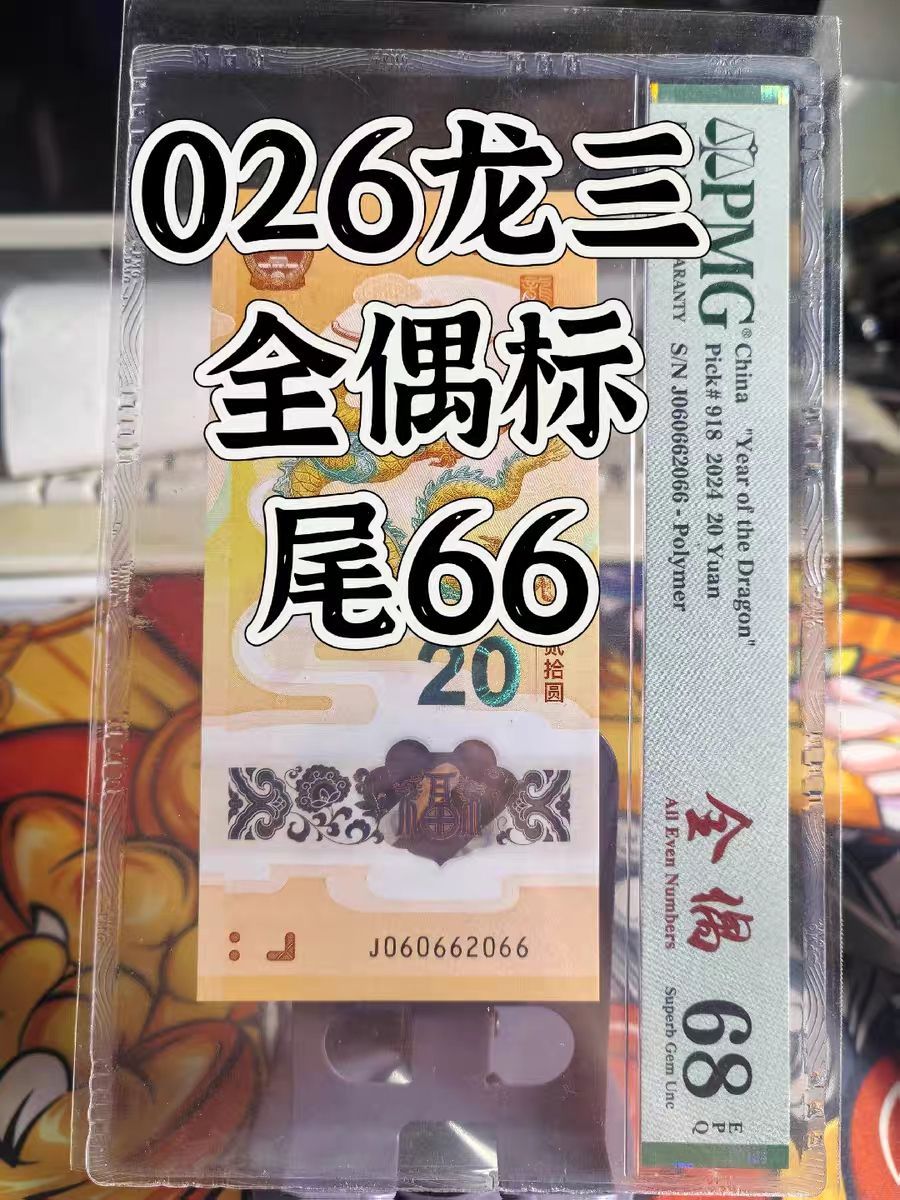 026龙三
全偶标
尾66
PMG®
China "Year of the Dragon"
Pick# 918 2024 20 Yuan
S/N J060662066 - Polymer
全偶
All Even Numbers
68
EPQ
Superb Gem Unc
20
贰拾圆
J060662066